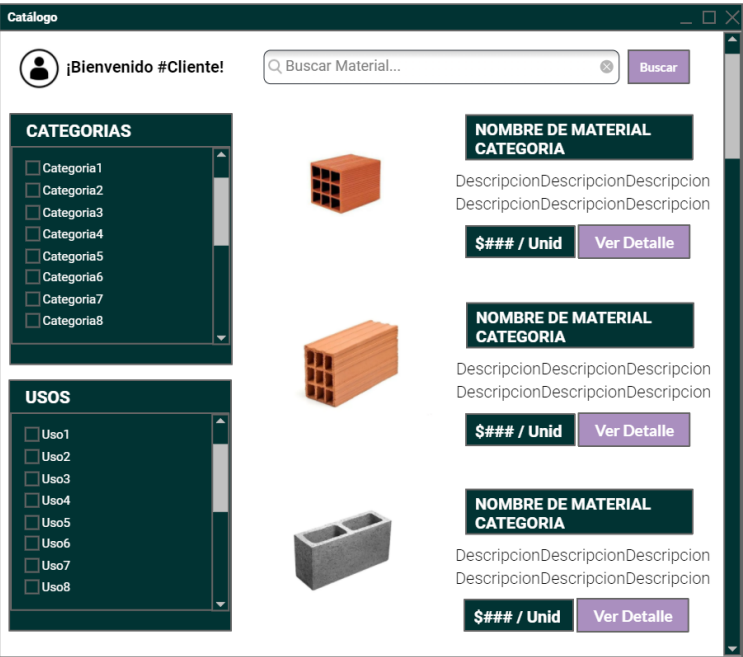 Catálogo
¡Bienvenido #Cliente!
Buscar Material...
Buscar
CATEGORIAS
Categoria1
Categoria2
Categoria3
Categoria4
Categoria5
Categoria6
Categoria7
Categoria8
USOS
Uso1
Uso2
Uso3
Uso4
Uso5
Uso6
Uso7
Uso8
NOMBRE DE MATERIAL
CATEGORIA
DescripcionDescripcionDescripcion
DescripcionDescripcionDescripcion
$### / Unid
Ver Detalle
NOMBRE DE MATERIAL
CATEGORIA
DescripcionDescripcionDescripcion
DescripcionDescripcionDescripcion
$### / Unid
Ver Detalle
NOMBRE DE MATERIAL
CATEGORIA
DescripcionDescripcionDescripcion
DescripcionDescripcionDescripcion
$### / Unid
Ver Detalle